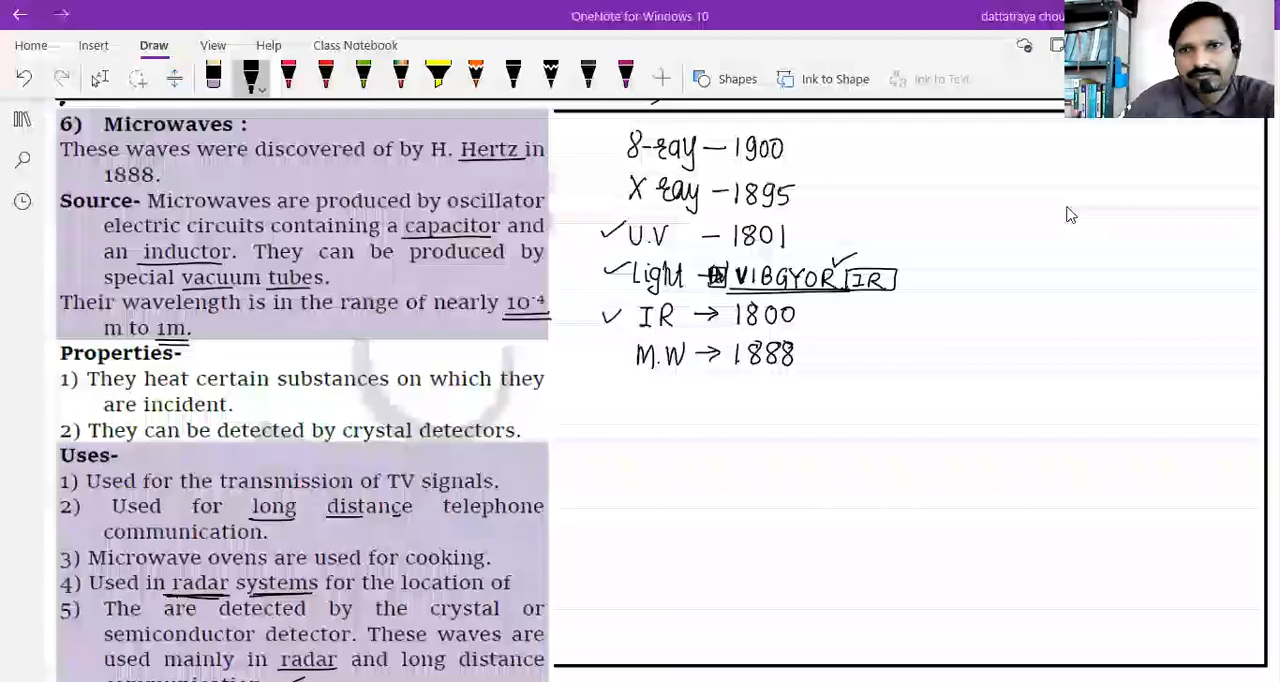 OneNote for Windows 10
dattatraya chou
Home Insert Draw View Help Class Notebook
Shapes Ink to Shape Ink to Text
6) Microwaves :
These waves were discovered of by H. Hertz in
1888.
Source- Microwaves are produced by oscillator
electric circuits containing a capacitor and
an inductor. They can be produced by
special vacuum tubes.
Their wavelength is in the range of nearly 10⁻⁴
m to 1m.
Properties-
1) They heat certain substances on which they
are incident.
2) They can be detected by crystal detectors.
Uses-
1) Used for the transmission of TV signals.
2) Used for long distance telephone
communication.
3) Microwave ovens are used for cooking.
4) Used in radar systems for the location of
5) The are detected by the crystal or
semiconductor detector. These waves are
used mainly in radar and long distance
8-ray – 1900
X ray – 1895
U.V – 1801
Light → VIBGYOR IR
IR → 1800
M.W → 1888